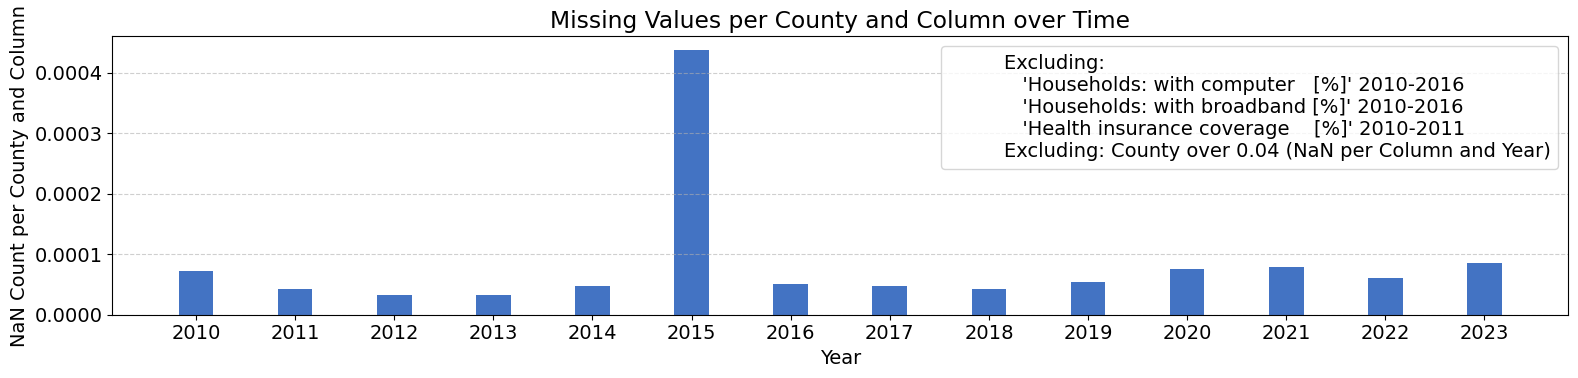 Missing Values per County and Column over Time
NaN Count per County and Column
0.0004
0.0003
0.0002
0.0001
0.0000
Excluding:
'Households: with computer   [%]' 2010-2016
'Households: with broadband [%]' 2010-2016
'Health insurance coverage    [%]' 2010-2011
Excluding: County over 0.04 (NaN per Column and Year)
2010 2011 2012 2013 2014 2015 2016 2017 2018 2019 2020 2021 2022 2023
Year